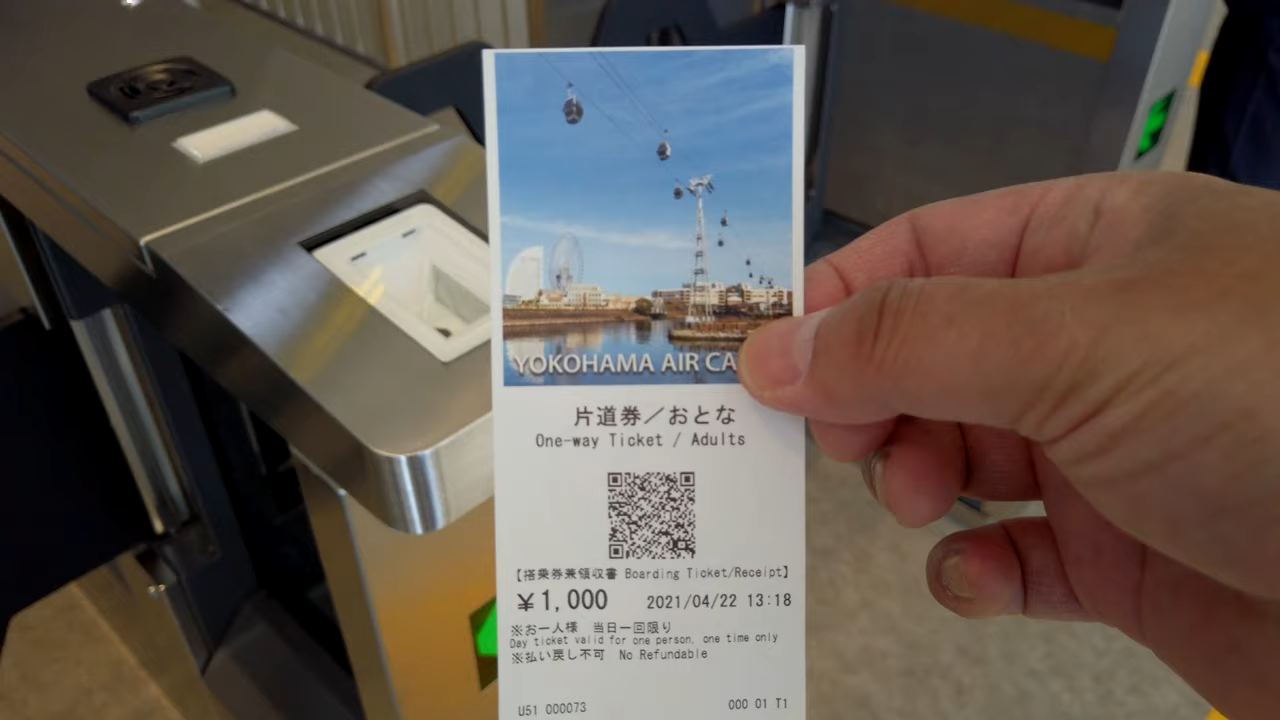 YOKOHAMA AIR CA
片道券／おとな
One-way Ticket / Adults
【搭乗券兼領収書 Boarding Ticket/Receipt】
￥1,000 2021/04/22 13:18
※お一人様 当日一回限り
Day ticket valid for one person, one time only
※払い戻し不可 No Refundable
U51 000073 000 01 T1